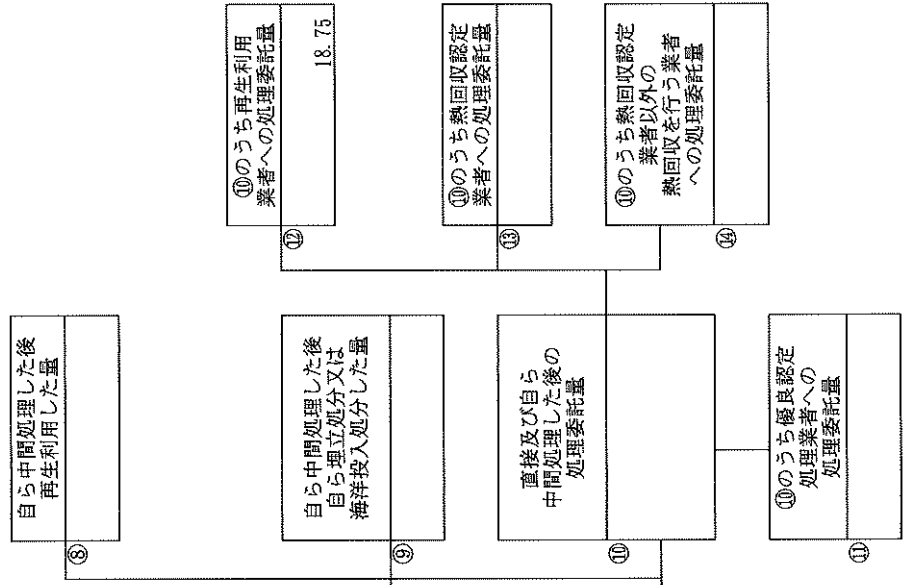 自ら中間処理した後
再生利用した量
⑧
自ら中間処理した後
自ら埋立処分又は
海洋投入処分した量
⑨
直接及び自ら
中間処理した後の
処理委託量
⑩
⑩のうち優良認定
処理業者への
処理委託量
⑪
⑩のうち再生利用
業者への処理委託量
⑫
18.75
⑩のうち熱回収認定
業者への処理委託量
⑬
⑩のうち熱回収認定
業者以外の
熱回収を行う業者
への処理委託量
⑭